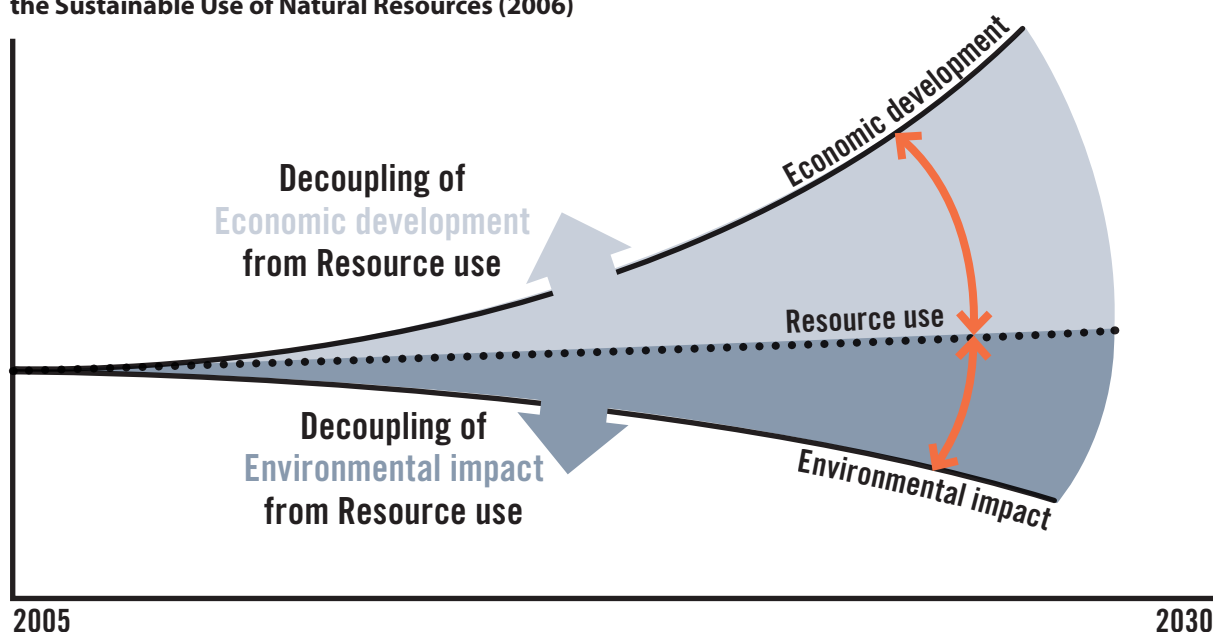 the Sustainable Use of Natural Resources (2006)
Economic development
Decoupling of
Economic development
from Resource use
Resource use
Decoupling of
Environmental impact
from Resource use
Environmental impact
2005
2030